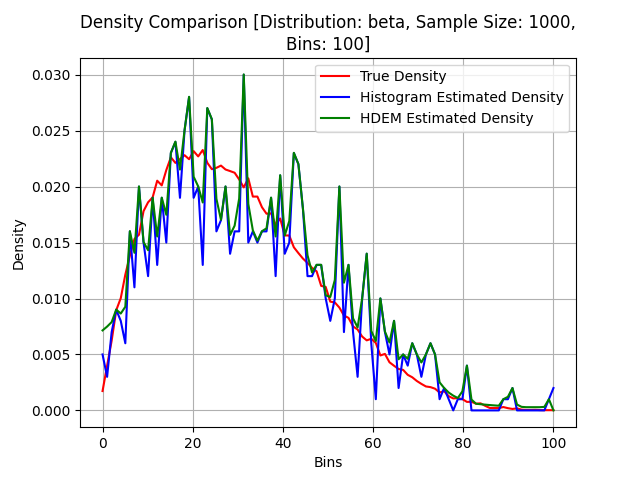 Density Comparison [Distribution: beta, Sample Size: 1000,
Bins: 100]
True Density
Histogram Estimated Density
HDEM Estimated Density
Density
0.030
0.025
0.020
0.015
0.010
0.005
0.000
0 20 40 60 80 100
Bins